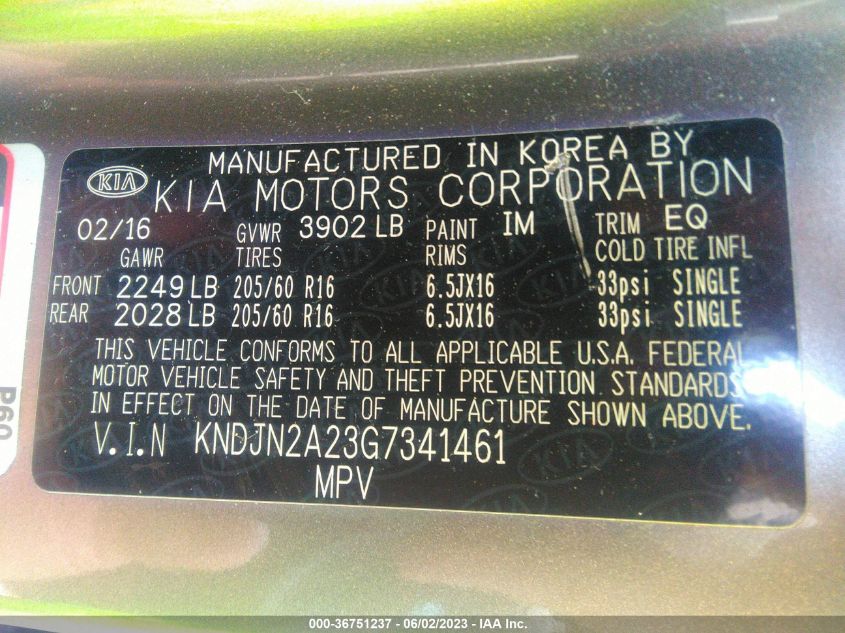 MANUFACTURED IN KOREA BY
KIA KIA MOTORS CORPORATION
02/16 GVWR 3902 LB PAINT IM TRIM EQ
GAWR TIRES RIMS COLD TIRE INFL
FRONT 2249 LB 205/60 R16 6.5JX16 33psi SINGLE
REAR 2028 LB 205/60 R16 6.5JX16 33psi SINGLE
THIS VEHICLE CONFORMS TO ALL APPLICABLE U.S.A. FEDERAL
MOTOR VEHICLE SAFETY AND THEFT PREVENTION STANDARDS
IN EFFECT ON THE DATE OF MANUFACTURE SHOWN ABOVE.
V.I.N KNDJN2A23G7341461
MPV
P60
000-36751237 - 06/02/2023 - IAA Inc.